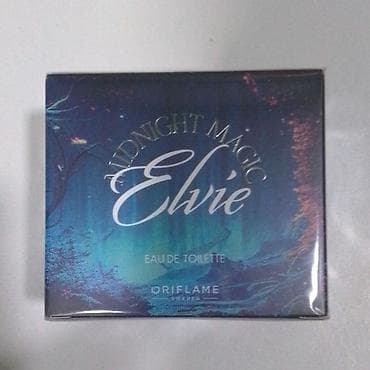 MIDNIGHT MAGIC
Elvie
EAU DE TOILETTE
ORIFLAME
SWEDEN